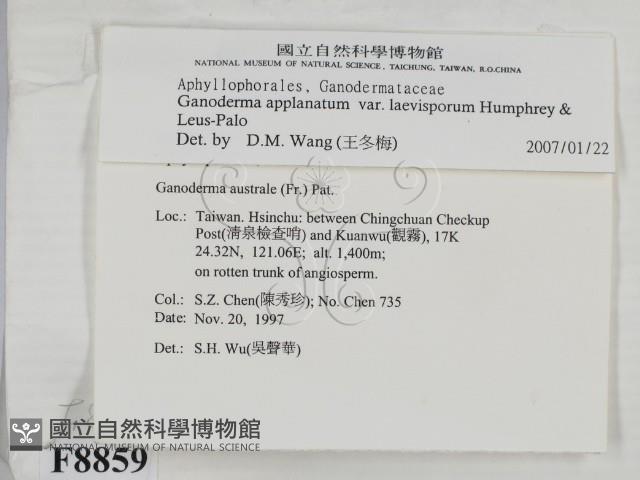 國立自然科學博物館
NATIONAL MUSEUM OF NATURAL SCIENCE, TAICHUNG, TAIWAN, R.O.CHINA
Aphyllophorales, Ganodermataceae
Ganoderma applanatum var. laevisporum Humphrey &
Leus-Palo
Det. by D.M. Wang(王冬梅) 2007/01/22
Ganoderma australe (Fr.) Pat.
Loc.: Taiwan. Hsinchu: between Chingchuan Checkup
Post(清泉檢查哨) and Kuanwu(觀霧), 17K
24.32N, 121.06E; alt. 1,400m;
on rotten trunk of angiosperm.
Col.: S.Z. Chen(陳秀珍); No. Chen 735
Date: Nov. 20, 1997
Det.: S.H. Wu(吳聲華)
國立自然科學博物館
NATIONAL MUSEUM OF NATURAL SCIENCE
F8859